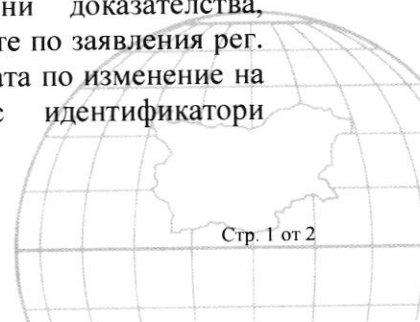 ни доказателства,
те по заявления рег.
ата по изменение на
с идентификатори
Стр. 1 от 2